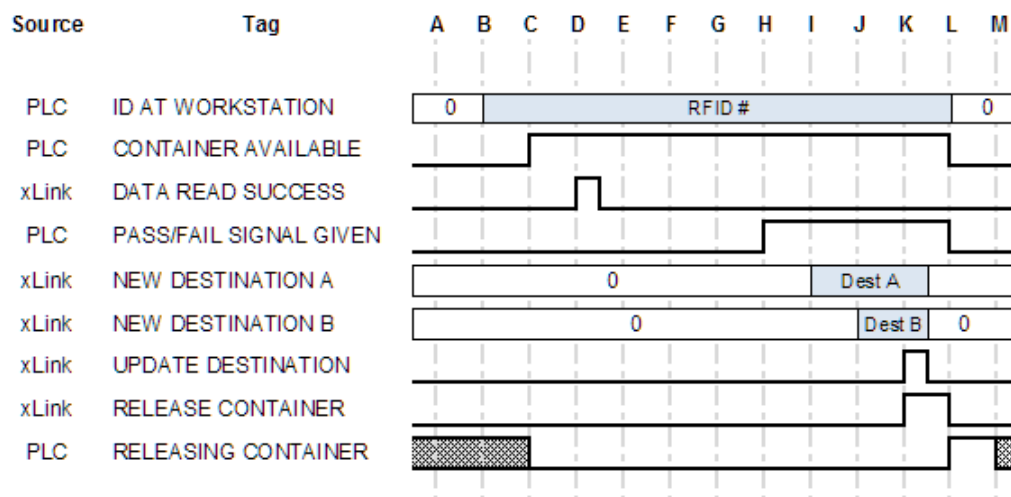 Source Tag A B C D E F G H I J K L M
PLC ID AT WORKSTATION 0 RFID # 0
PLC CONTAINER AVAILABLE
xLink DATA READ SUCCESS
PLC PASS/FAIL SIGNAL GIVEN
xLink NEW DESTINATION A 0 Dest A
xLink NEW DESTINATION B 0 Dest B 0
xLink UPDATE DESTINATION
xLink RELEASE CONTAINER
PLC RELEASING CONTAINER